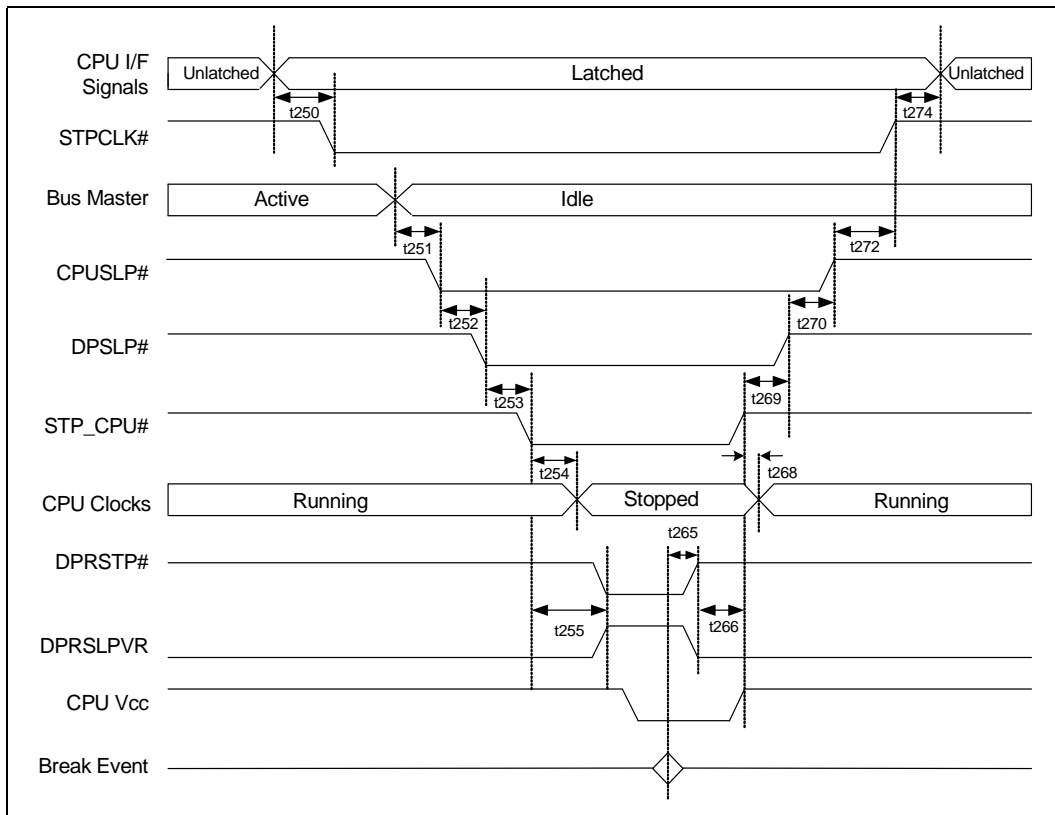 CPU I/F
Signals
Unlatched
Latched
Unlatched
t250
t274
STPCLK#
Bus Master
Active
Idle
t251
t272
CPUSLP#
t252
t270
DPSLP#
t253
t269
STP_CPU#
t254
t268
CPU Clocks
Running
Stopped
Running
t265
DPRSTP#
t255
t266
DPRSLPVR
CPU Vcc
Break Event